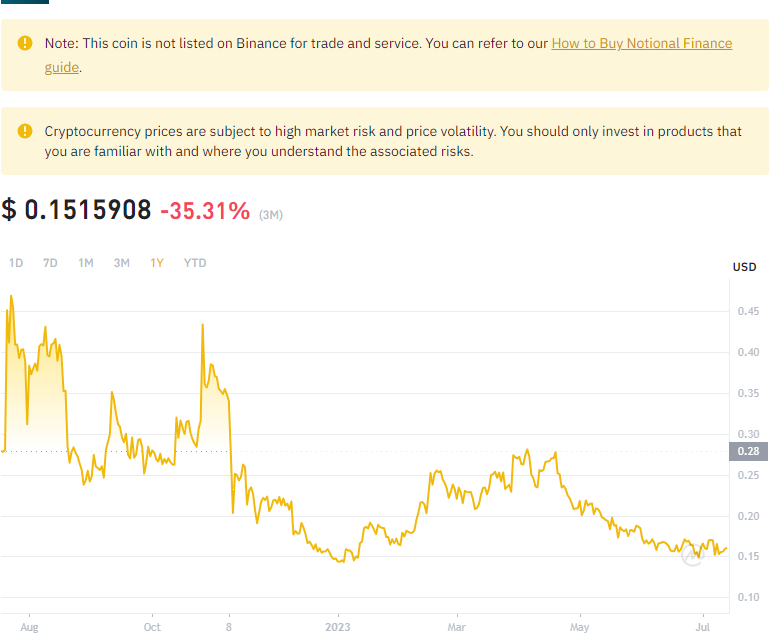 Note: This coin is not listed on Binance for trade and service. You can refer to our How to Buy Notional Finance
guide.
Cryptocurrency prices are subject to high market risk and price volatility. You should only invest in products that
you are familiar with and where you understand the associated risks.
$ 0.1515908 -35.31% (3M)
1D 7D 1M 3M 1Y YTD
USD
0.45
0.40
0.35
0.30
0.28
0.25
0.20
0.15
0.10
Aug Oct 8 2023 Mar May Jul